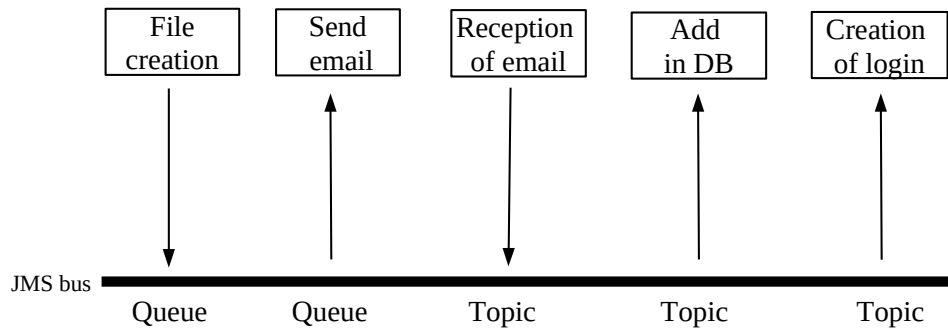 File
creation
Send
email
Reception
of email
Add
in DB
Creation
of login
JMS bus
Queue
Queue
Topic
Topic
Topic